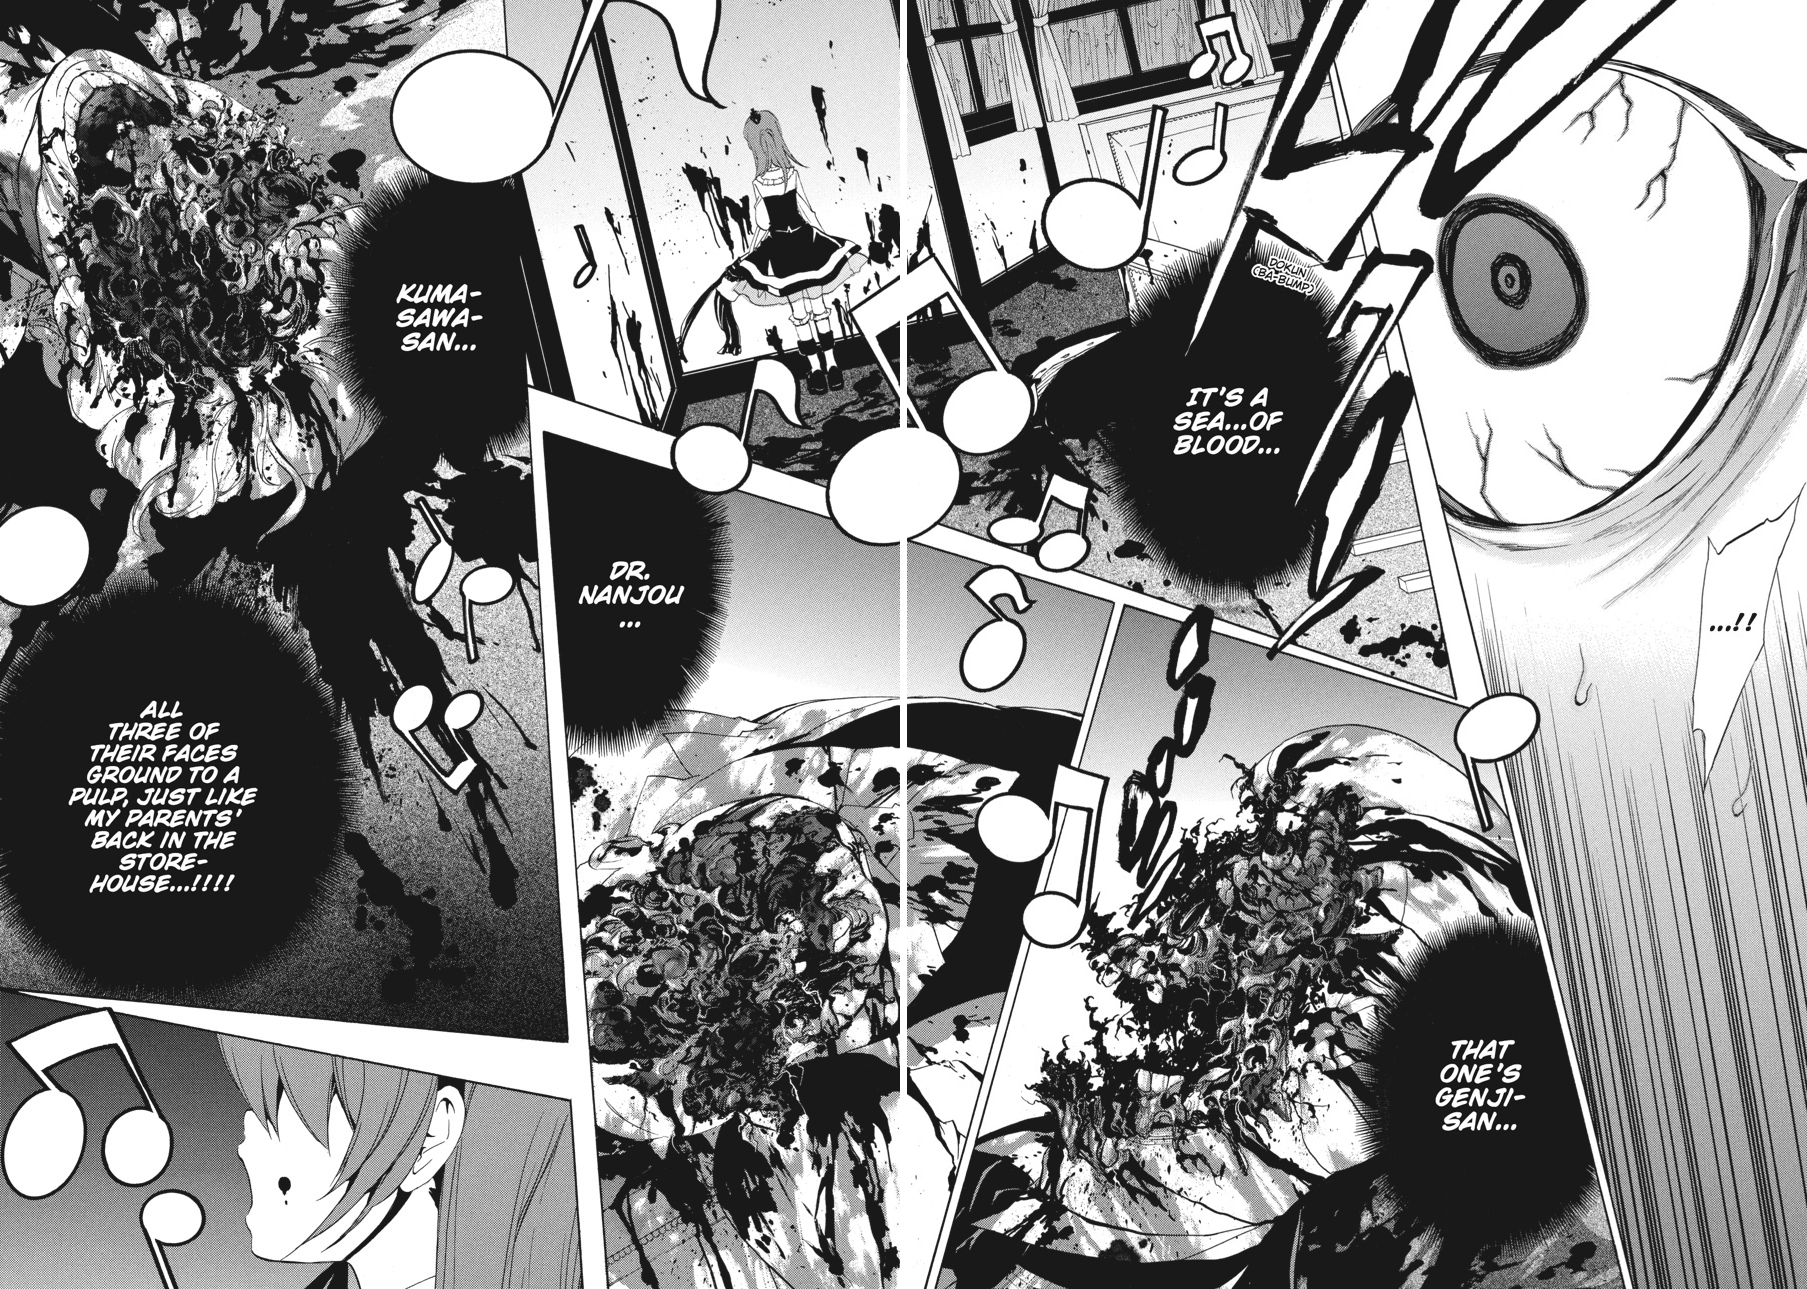 ...!!
DOKUN
(BA-BUMP)
IT'S A
SEA...OF
BLOOD...
THAT
ONE'S
GENJI-
SAN...
DR.
NANJOU
...
KUMA-
SAWA-
SAN...
ALL
THREE OF
THEIR FACES
GROUND TO A
PULP, JUST LIKE
MY PARENTS'
BACK IN THE
STORE-
HOUSE...!!!!